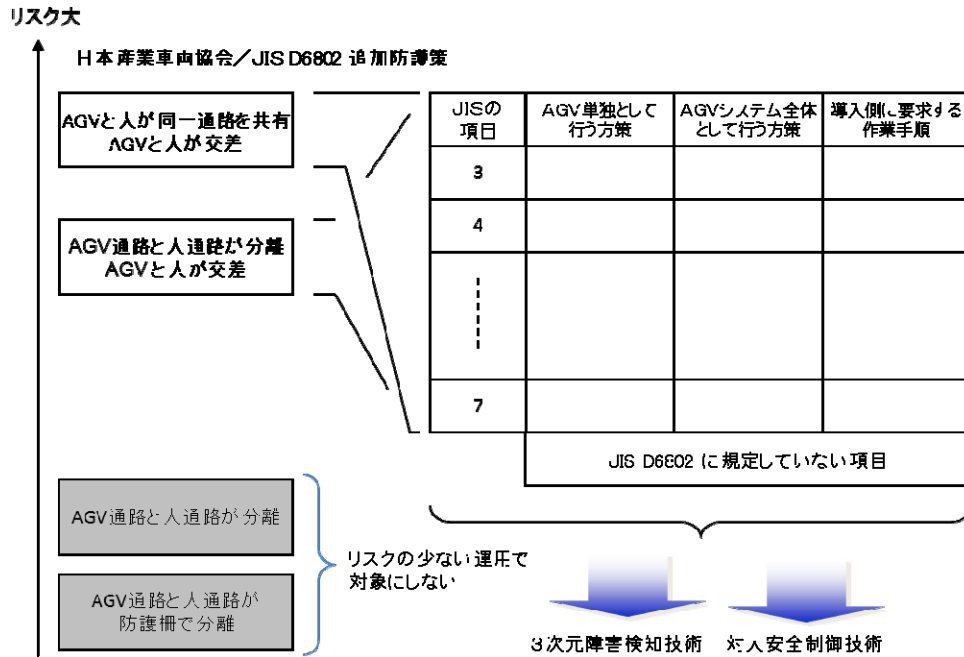 リスク大
日本産業車両協会／JIS D6802 追加防護策
AGVと人が同一通路を共有
AGVと人が交差
AGV通路と人通路が分離
AGVと人が交差
JISの
項目
AGV単独として
行う方策
AGVシステム全体
として行う方策
導入側に要求する
作業手順
3
4
7
JIS D6802 に規定していない項目
AGV通路と人通路が分離
AGV通路と人通路が
防護柵で分離
リスクの少ない運用で
対象にしない
3次元障害検知技術
対人安全制御技術